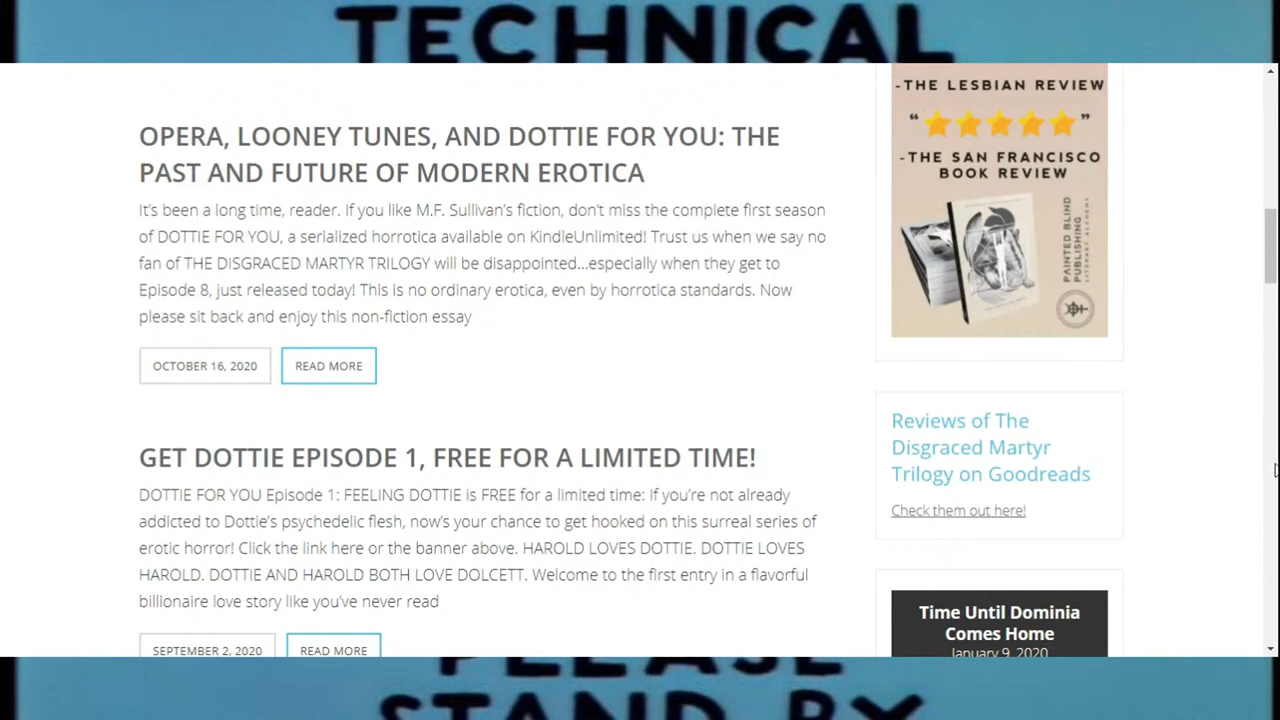 TECHNICAL
OPERA, LOONEY TUNES, AND DOTTIE FOR YOU: THE
PAST AND FUTURE OF MODERN EROTICA
It's been a long time, reader. If you like M.F. Sullivan's fiction, don't miss the complete first season
of DOTTIE FOR YOU, a serialized horrotica available on KindleUnlimited! Trust us when we say no
fan of THE DISGRACED MARTYR TRILOGY will be disappointed...especially when they get to
Episode 8, just released today! This is no ordinary erotica, even by horrotica standards. Now
please sit back and enjoy this non-fiction essay
OCTOBER 16, 2020
READ MORE
GET DOTTIE EPISODE 1, FREE FOR A LIMITED TIME!
DOTTIE FOR YOU Episode 1: FEELING DOTTIE is FREE for a limited time: If you're not already
addicted to Dottie's psychedelic flesh, now's your chance to get hooked on this surreal series of
erotic horror! Click the link here or the banner above. HAROLD LOVES DOTTIE. DOTTIE LOVES
HAROLD. DOTTIE AND HAROLD BOTH LOVE DOLCETT. Welcome to the first entry in a flavorful
billionaire love story like you've never read
SEPTEMBER 2, 2020
READ MORE
-THE LESBIAN REVIEW
“ ”
-THE SAN FRANCISCO
BOOK REVIEW
PAINTED BLIND
PUBLISHING
LITERARY ALCHEMY
Reviews of The
Disgraced Martyr
Trilogy on Goodreads
Check them out here!
Time Until Dominia
Comes Home
January 9, 2020
PLEASE
STAND BY